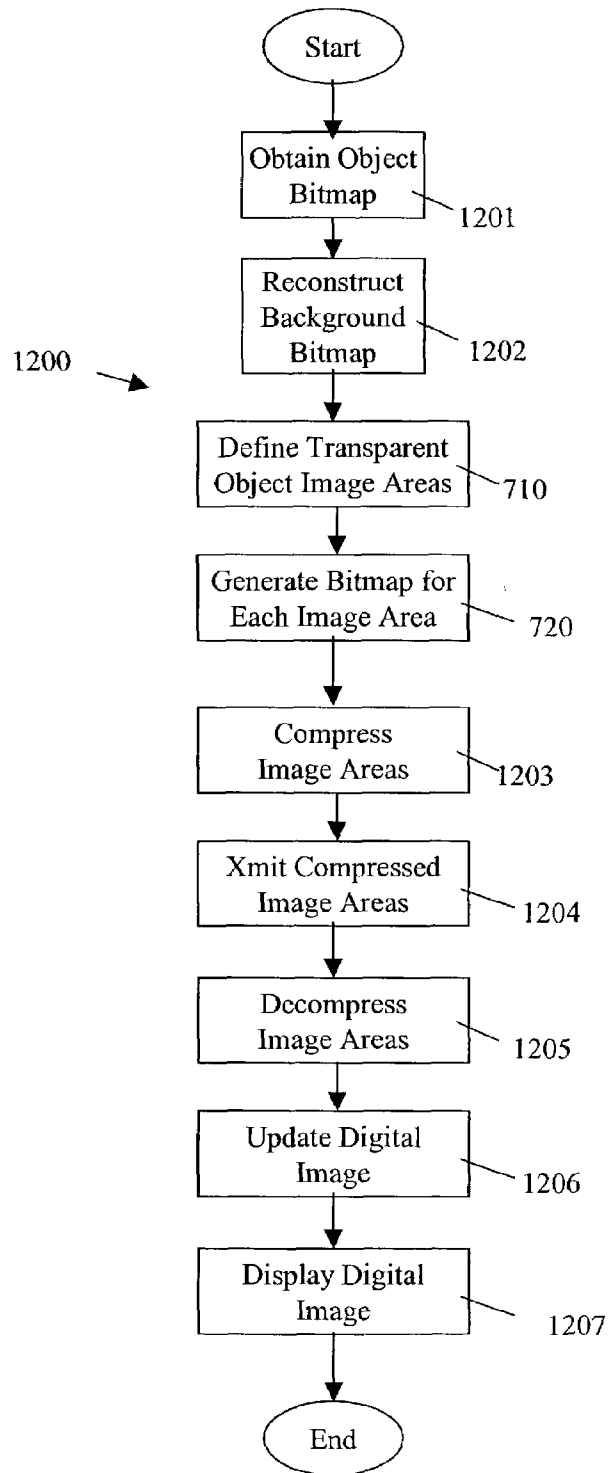 Start
Obtain Object
Bitmap
1201
Reconstruct
Background
Bitmap
1202
1200
Define Transparent
Object Image Areas
710
Generate Bitmap for
Each Image Area
720
Compress
Image Areas
1203
Xmit Compressed
Image Areas
1204
Decompress
Image Areas
1205
Update Digital
Image
1206
Display Digital
Image
1207
End